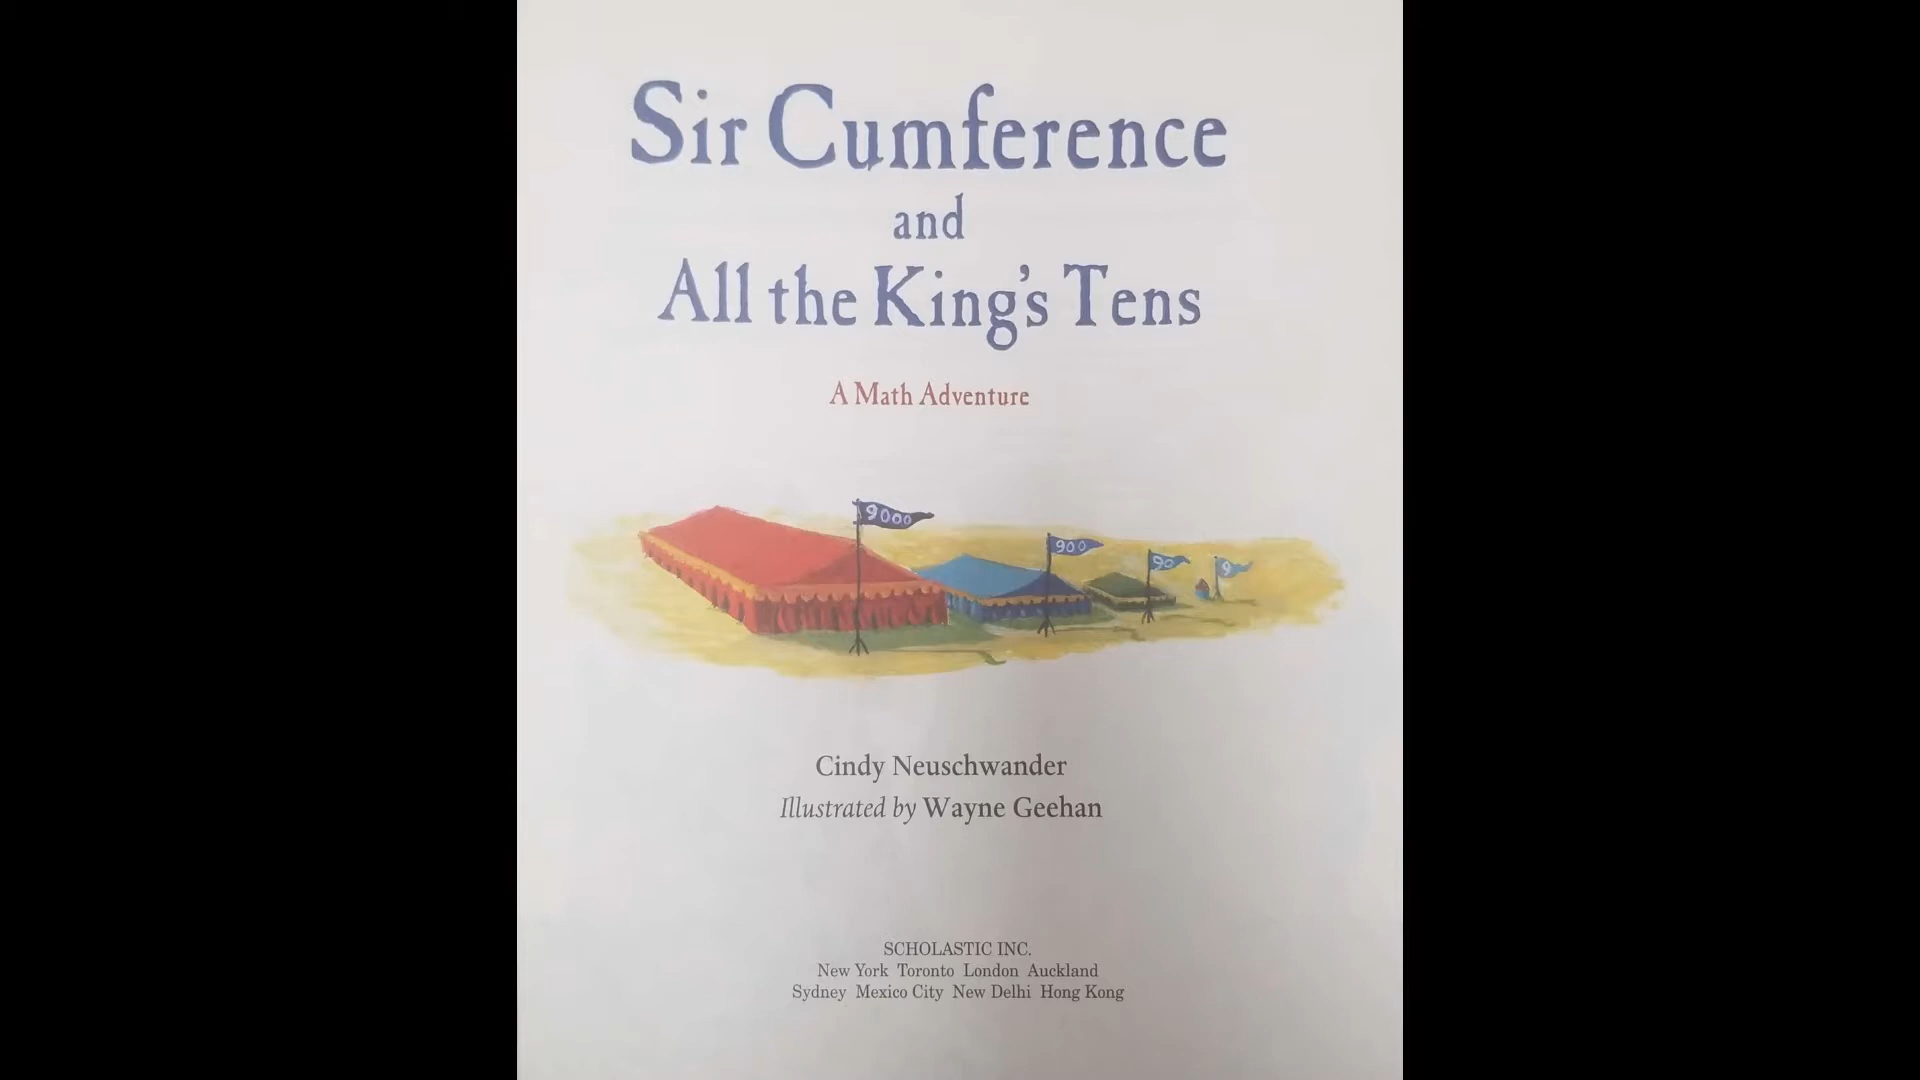 Sir Cumference
and
All the King's Tens
A Math Adventure
9000
900
90
9
Cindy Neuschwander
Illustrated by Wayne Geehan
SCHOLASTIC INC.
New York Toronto London Auckland
Sydney Mexico City New Delhi Hong Kong